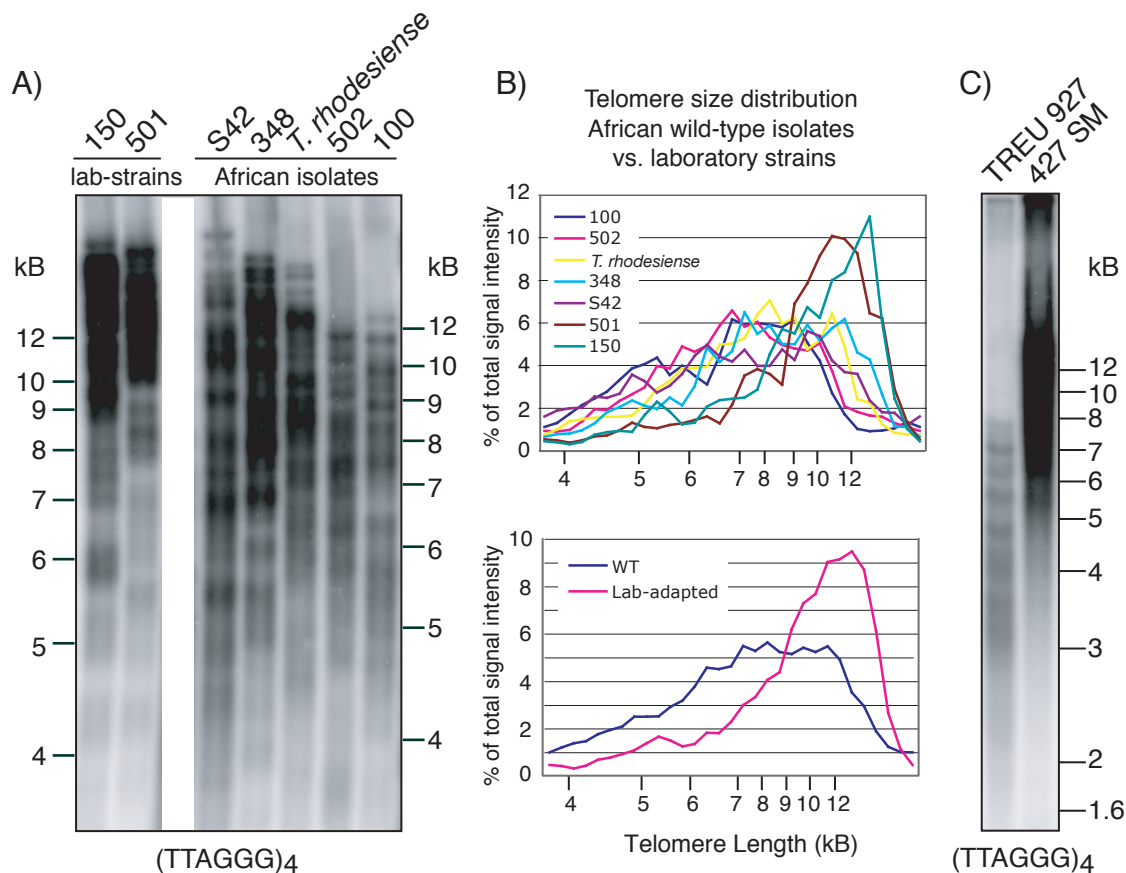 A)
150
501
S42
348
T. rhodesiense
502
100
lab-strains
African isolates
kB
12
10
9
8
7
6
5
4
kB
12
10
9
8
7
6
5
4
(TTAGGG)4
B)
Telomere size distribution
African wild-type isolates
vs. laboratory strains
% of total signal intensity
12
10
8
6
4
2
0
100
502
T. rhodesiense
348
S42
501
150
4 5 6 7 8 9 10 12
% of total signal intensity
10
8
6
4
2
0
WT
Lab-adapted
4 5 6 7 8 9 10 12
Telomere Length (kB)
C)
TREU 927
427 SM
kB
12
10
8
7
6
5
4
3
2
1.6
(TTAGGG)4